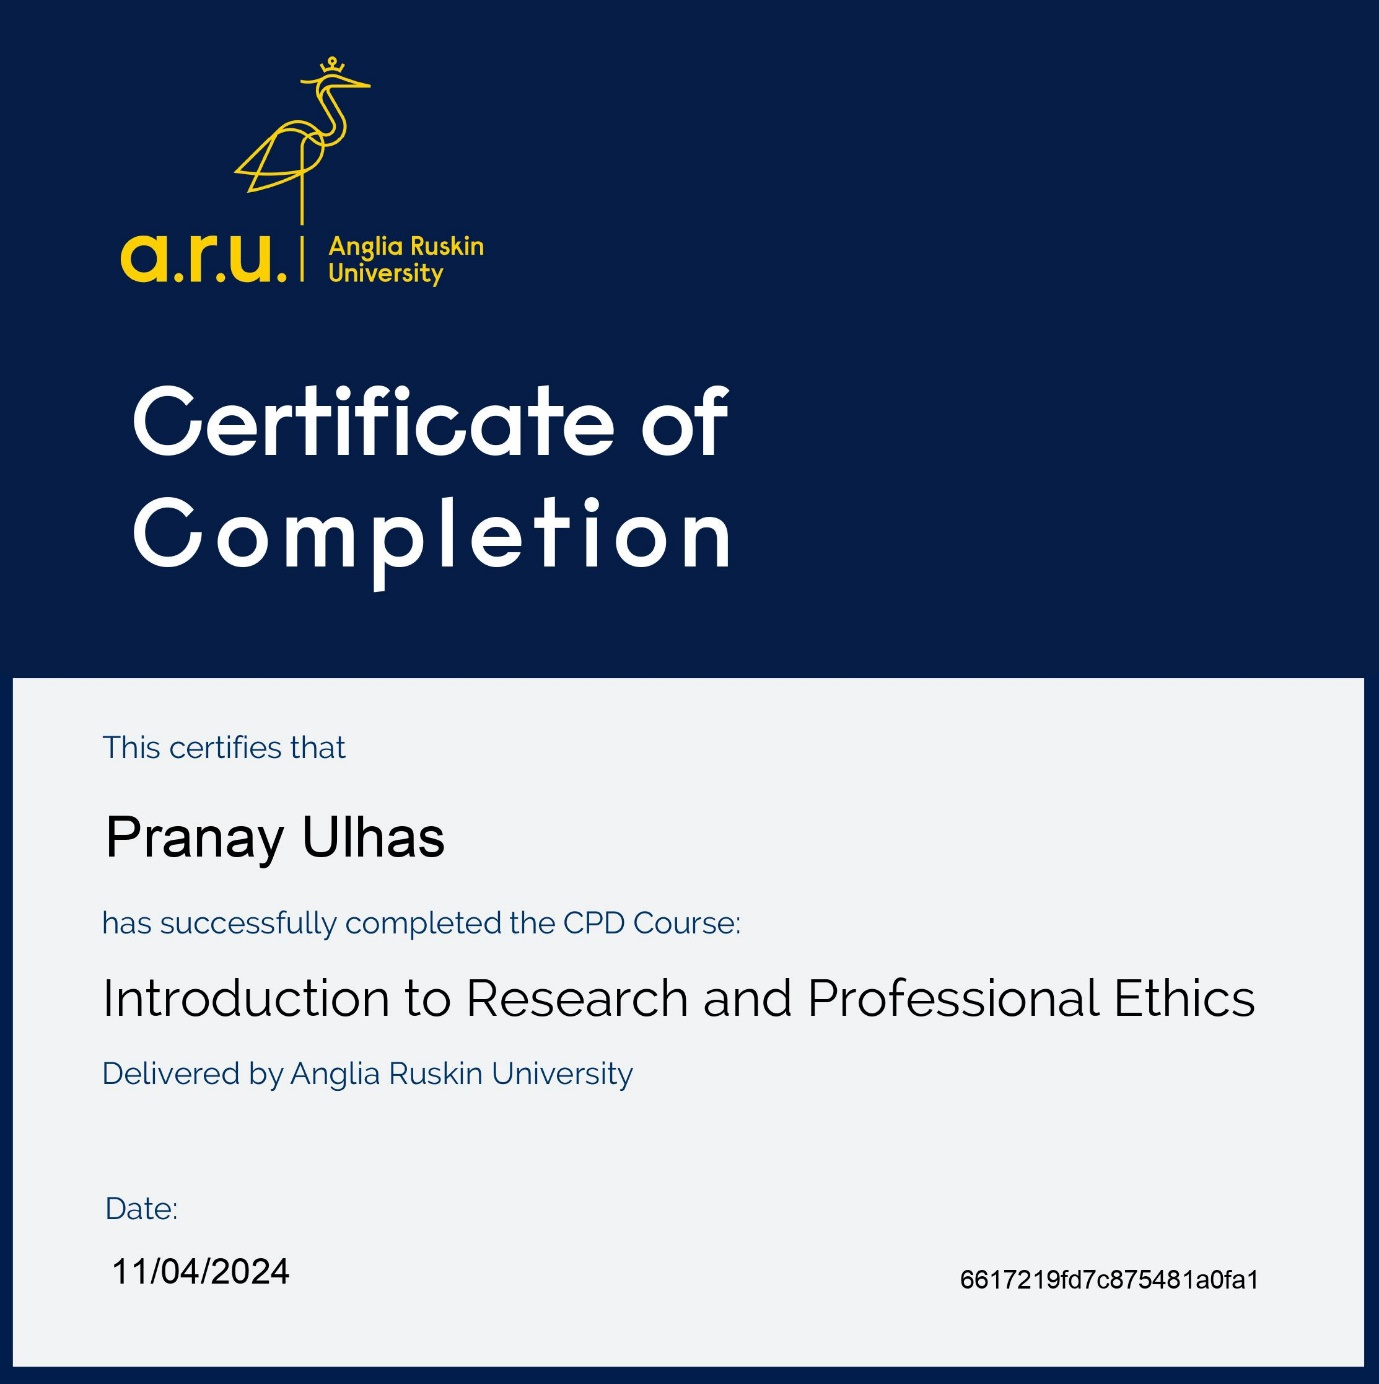 a.r.u.
Anglia Ruskin
University
Certificate of
Completion
This certifies that
Pranay Ulhas
has successfully completed the CPD Course:
Introduction to Research and Professional Ethics
Delivered by Anglia Ruskin University
Date:
11/04/2024
6617219fd7c875481a0fa1